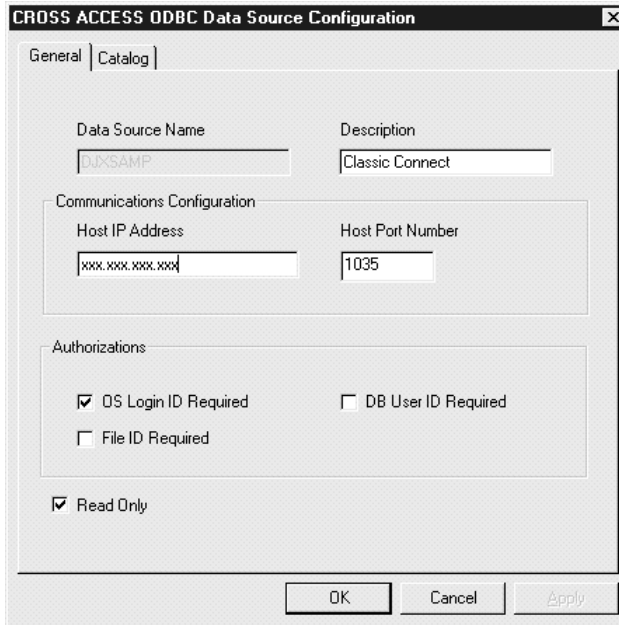 CROSS ACCESS ODBC Data Source Configuration
General Catalog
Data Source Name Description
DJXSAMP Classic Connect
Communications Configuration
Host IP Address Host Port Number
xxx.xxx.xxx.xxx 1035
Authorizations
OS Login ID Required DB User ID Required
File ID Required
Read Only
OK Cancel Apply